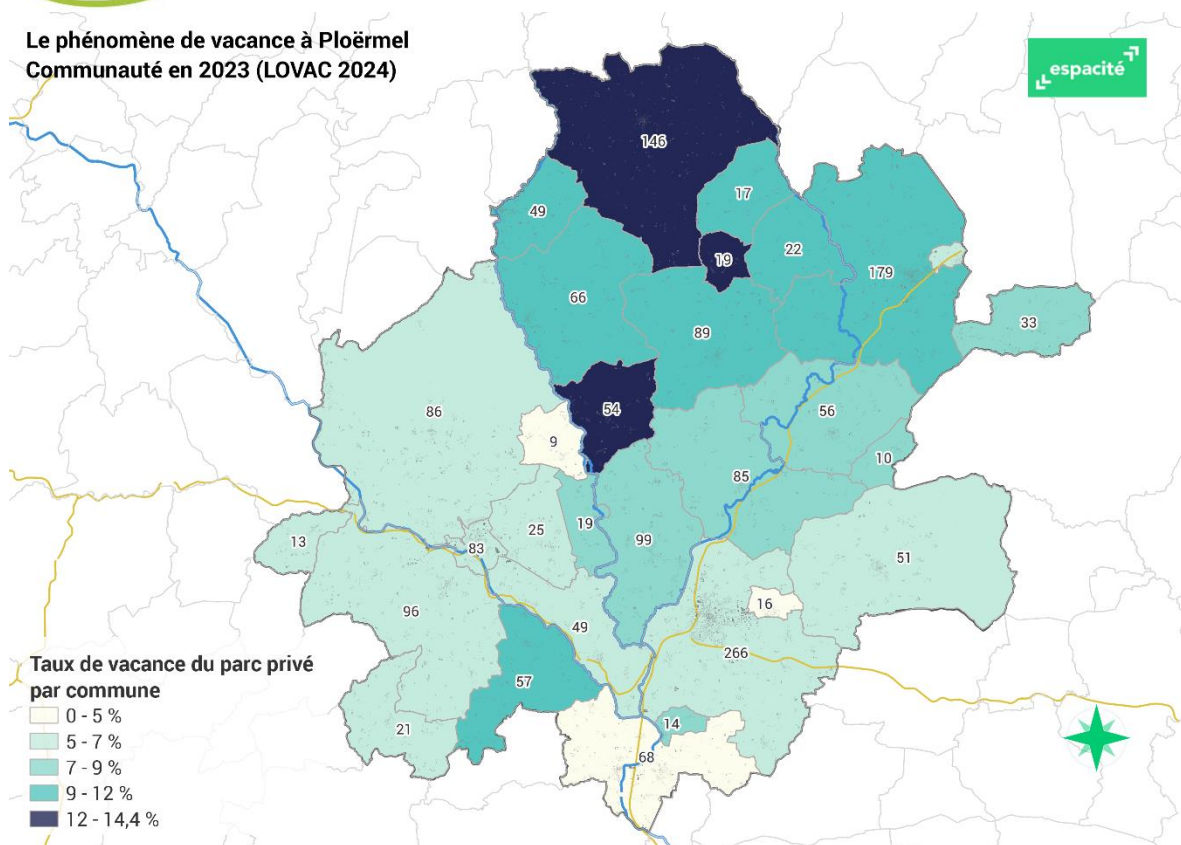 Le phénomène de vacance à Ploërmel
Communauté en 2023 (LOVAC 2024)
espacité
146
17
49
19
22
179
66
33
89
86
54
56
9
10
85
19
25
99
13
83
51
16
96
49
266
57
14
21
68
Taux de vacance du parc privé
par commune
0 - 5 %
5 - 7 %
7 - 9 %
9 - 12 %
12 - 14,4 %